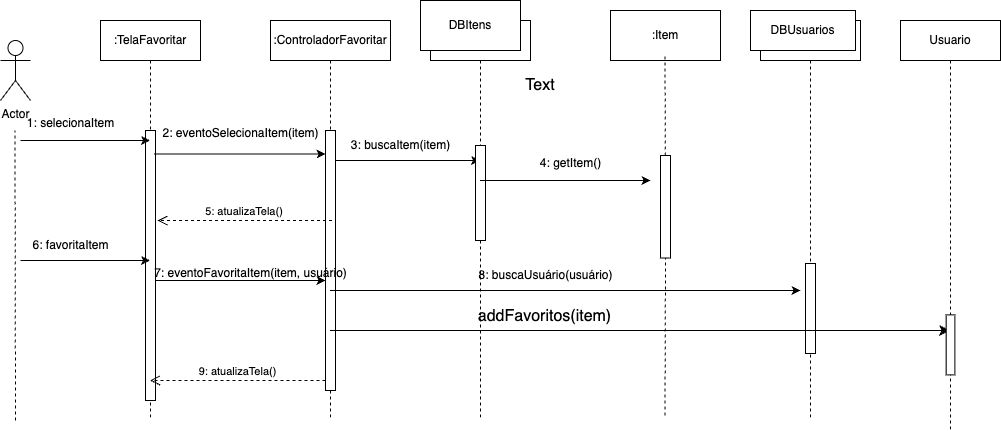 DBItens
:Item
DBUsuarios
:TelaFavoritar
:ControladorFavoritar
Usuario
Text
Actor
1: selecionaItem
2: eventoSelecionaItem(item)
3: buscaItem(item)
4: getItem()
5: atualizaTela()
6: favoritaItem
7: eventoFavoritaItem(item, usuário)
8: buscaUsuário(usuário)
addFavoritos(item)
9: atualizaTela()